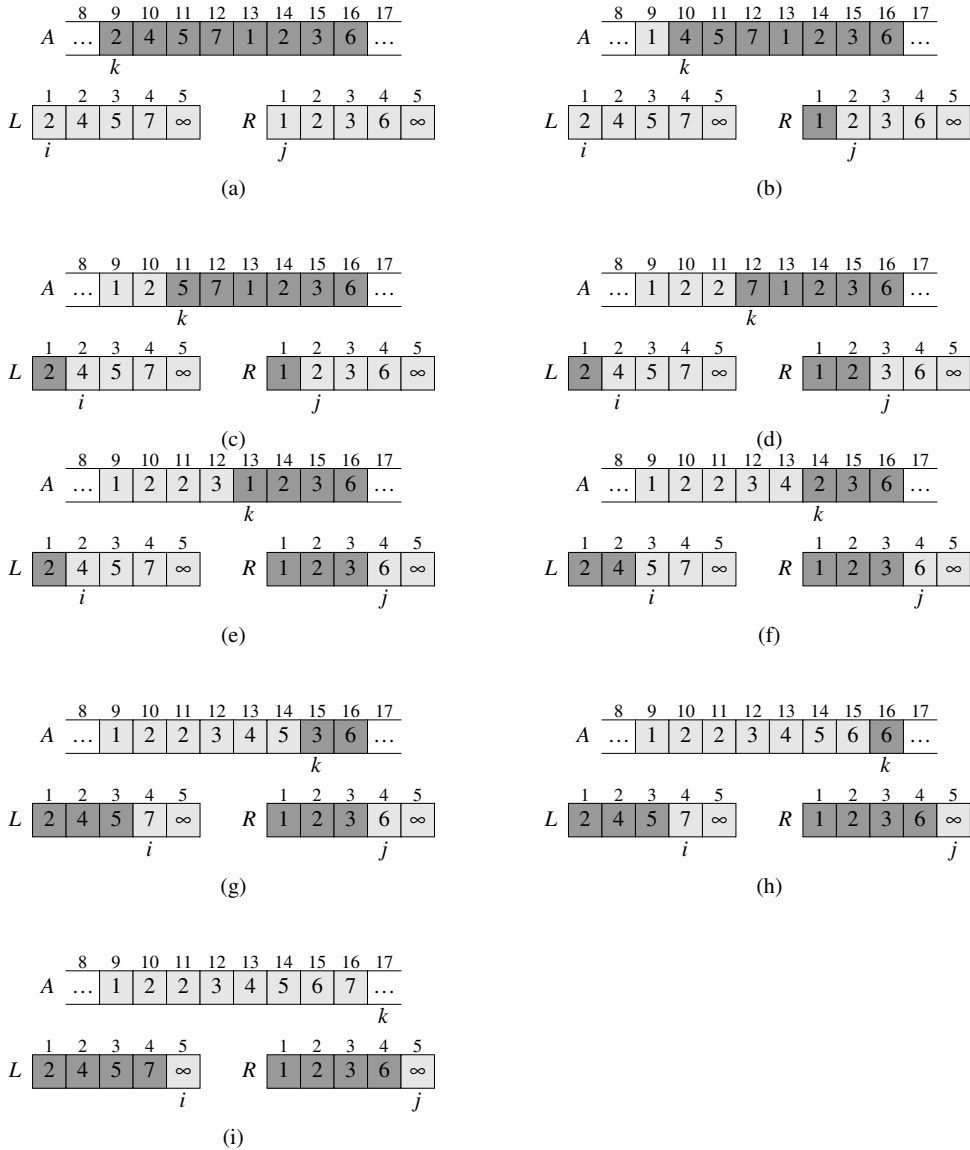 8 9 10 11 12 13 14 15 16 17
A … 2 4 5 7 1 2 3 6 …
k
1 2 3 4 5 1 2 3 4 5
L 2 4 5 7 ∞ R 1 2 3 6 ∞
i j
(a)
8 9 10 11 12 13 14 15 16 17
A … 1 4 5 7 1 2 3 6 …
k
1 2 3 4 5 1 2 3 4 5
L 2 4 5 7 ∞ R 1 2 3 6 ∞
i j
(b)
8 9 10 11 12 13 14 15 16 17
A … 1 2 5 7 1 2 3 6 …
k
1 2 3 4 5 1 2 3 4 5
L 2 4 5 7 ∞ R 1 2 3 6 ∞
i j
(c)
8 9 10 11 12 13 14 15 16 17
A … 1 2 2 7 1 2 3 6 …
k
1 2 3 4 5 1 2 3 4 5
L 2 4 5 7 ∞ R 1 2 3 6 ∞
i j
(d)
8 9 10 11 12 13 14 15 16 17
A … 1 2 2 3 1 2 3 6 …
k
1 2 3 4 5 1 2 3 4 5
L 2 4 5 7 ∞ R 1 2 3 6 ∞
i j
(e)
8 9 10 11 12 13 14 15 16 17
A … 1 2 2 3 4 2 3 6 …
k
1 2 3 4 5 1 2 3 4 5
L 2 4 5 7 ∞ R 1 2 3 6 ∞
i j
(f)
8 9 10 11 12 13 14 15 16 17
A … 1 2 2 3 4 5 3 6 …
k
1 2 3 4 5 1 2 3 4 5
L 2 4 5 7 ∞ R 1 2 3 6 ∞
i j
(g)
8 9 10 11 12 13 14 15 16 17
A … 1 2 2 3 4 5 6 6 …
k
1 2 3 4 5 1 2 3 4 5
L 2 4 5 7 ∞ R 1 2 3 6 ∞
i j
(h)
8 9 10 11 12 13 14 15 16 17
A … 1 2 2 3 4 5 6 7 …
k
1 2 3 4 5 1 2 3 4 5
L 2 4 5 7 ∞ R 1 2 3 6 ∞
i j
(i)